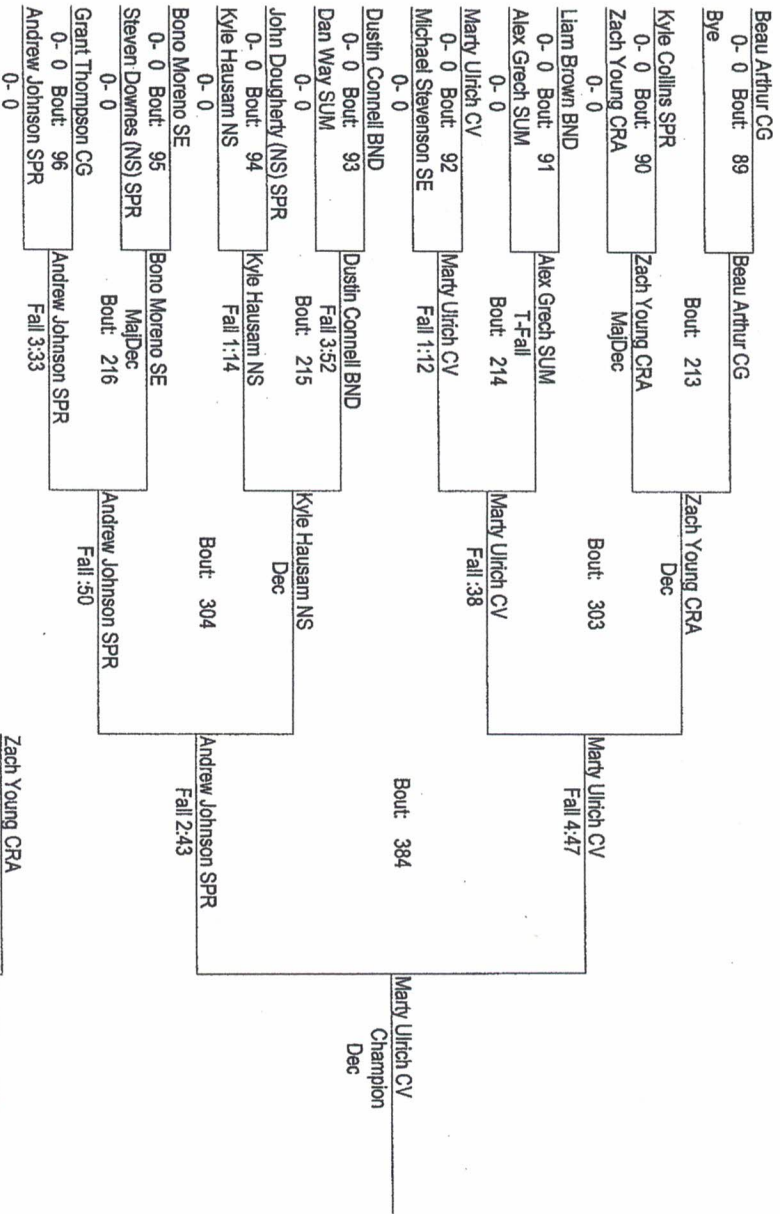 Beau Arthur CG
0- 0 Bout: 89
Bye
Kyle Collins SPR
0- 0 Bout: 90
Zach Young CRA
0- 0
Liam Brown BND
0- 0 Bout: 91
Alex Grech SUM
0- 0
Marty Ulrich CV
0- 0 Bout: 92
Michael Stevenson SE
0- 0
Dustin Connell BND
0- 0 Bout: 93
Dan Way SUM
0- 0
John Dougherty (NS) SPR
0- 0 Bout: 94
Kyle Hausam NS
0- 0
Bono Moreno SE
0- 0 Bout: 95
Steven Downes (NS) SPR
0- 0
Grant Thompson CG
0- 0 Bout: 96
Andrew Johnson SPR
0- 0
Beau Arthur CG
Bout: 213
Zach Young CRA
MajDec
Alex Grech SUM
T-Fall
Bout: 214
Marty Ulrich CV
Fall 1:12
Dustin Connell BND
Fall 3:52
Bout: 215
Kyle Hausam NS
Fall 1:14
Bono Moreno SE
MajDec
Bout: 216
Andrew Johnson SPR
Fall 3:33
Zach Young CRA
Dec
Bout: 303
Marty Ulrich CV
Fall :38
Kyle Hausam NS
Dec
Bout: 304
Andrew Johnson SPR
Fall :50
Marty Ulrich CV
Fall 4:47
Bout: 384
Andrew Johnson SPR
Fall 2:43
Zach Young CRA
Marty Ulrich CV
Champion
Dec